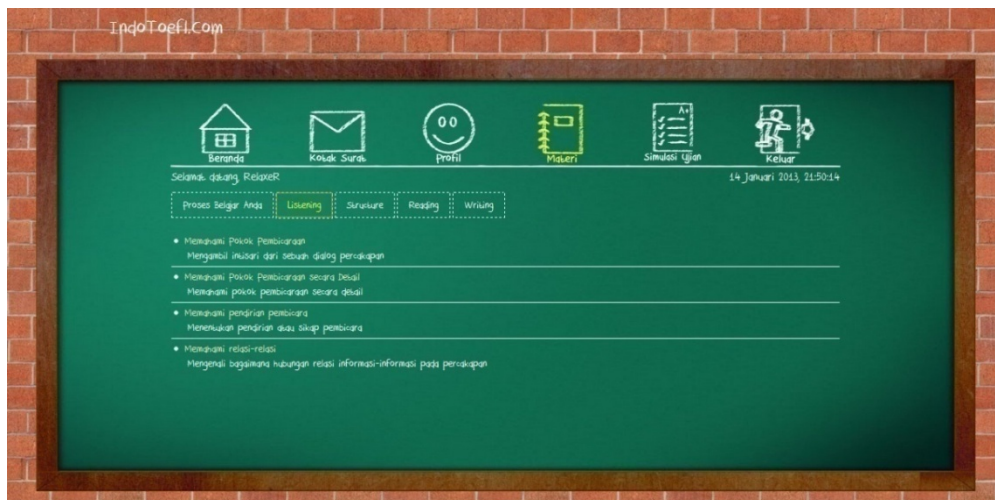 IndoToefl.Com
Beranda Kotak Surat Profil Materi Simulasi Ujian Keluar
Selamat datang, RelaxeR 14 Januari 2013, 21:50:14
Proses Belajar Anda Listening Structure Reading Writing
Memahami Pokok Pembicaraan
Mengambil intisari dari sebuah dialog percakapan
Memahami Pokok Pembicaraan secara Detail
Memahami pokok pembicaraan secara detail
Memahami pendirian pembicara
Menentukan pendirian atau sikap pembicara
Memahami relasi-relasi
Mengenali bagaimana hubungan relasi informasi-informasi pada percakapan